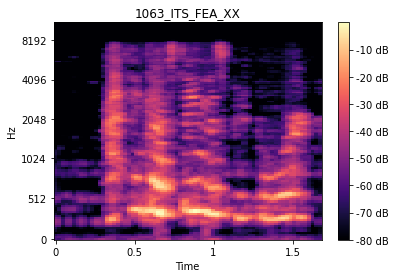 1063_ITS_FEA_XX
8192
4096
2048
1024
512
0
Hz
0
0.5
1
1.5
Time
-10 dB
-20 dB
-30 dB
-40 dB
-50 dB
-60 dB
-70 dB
-80 dB